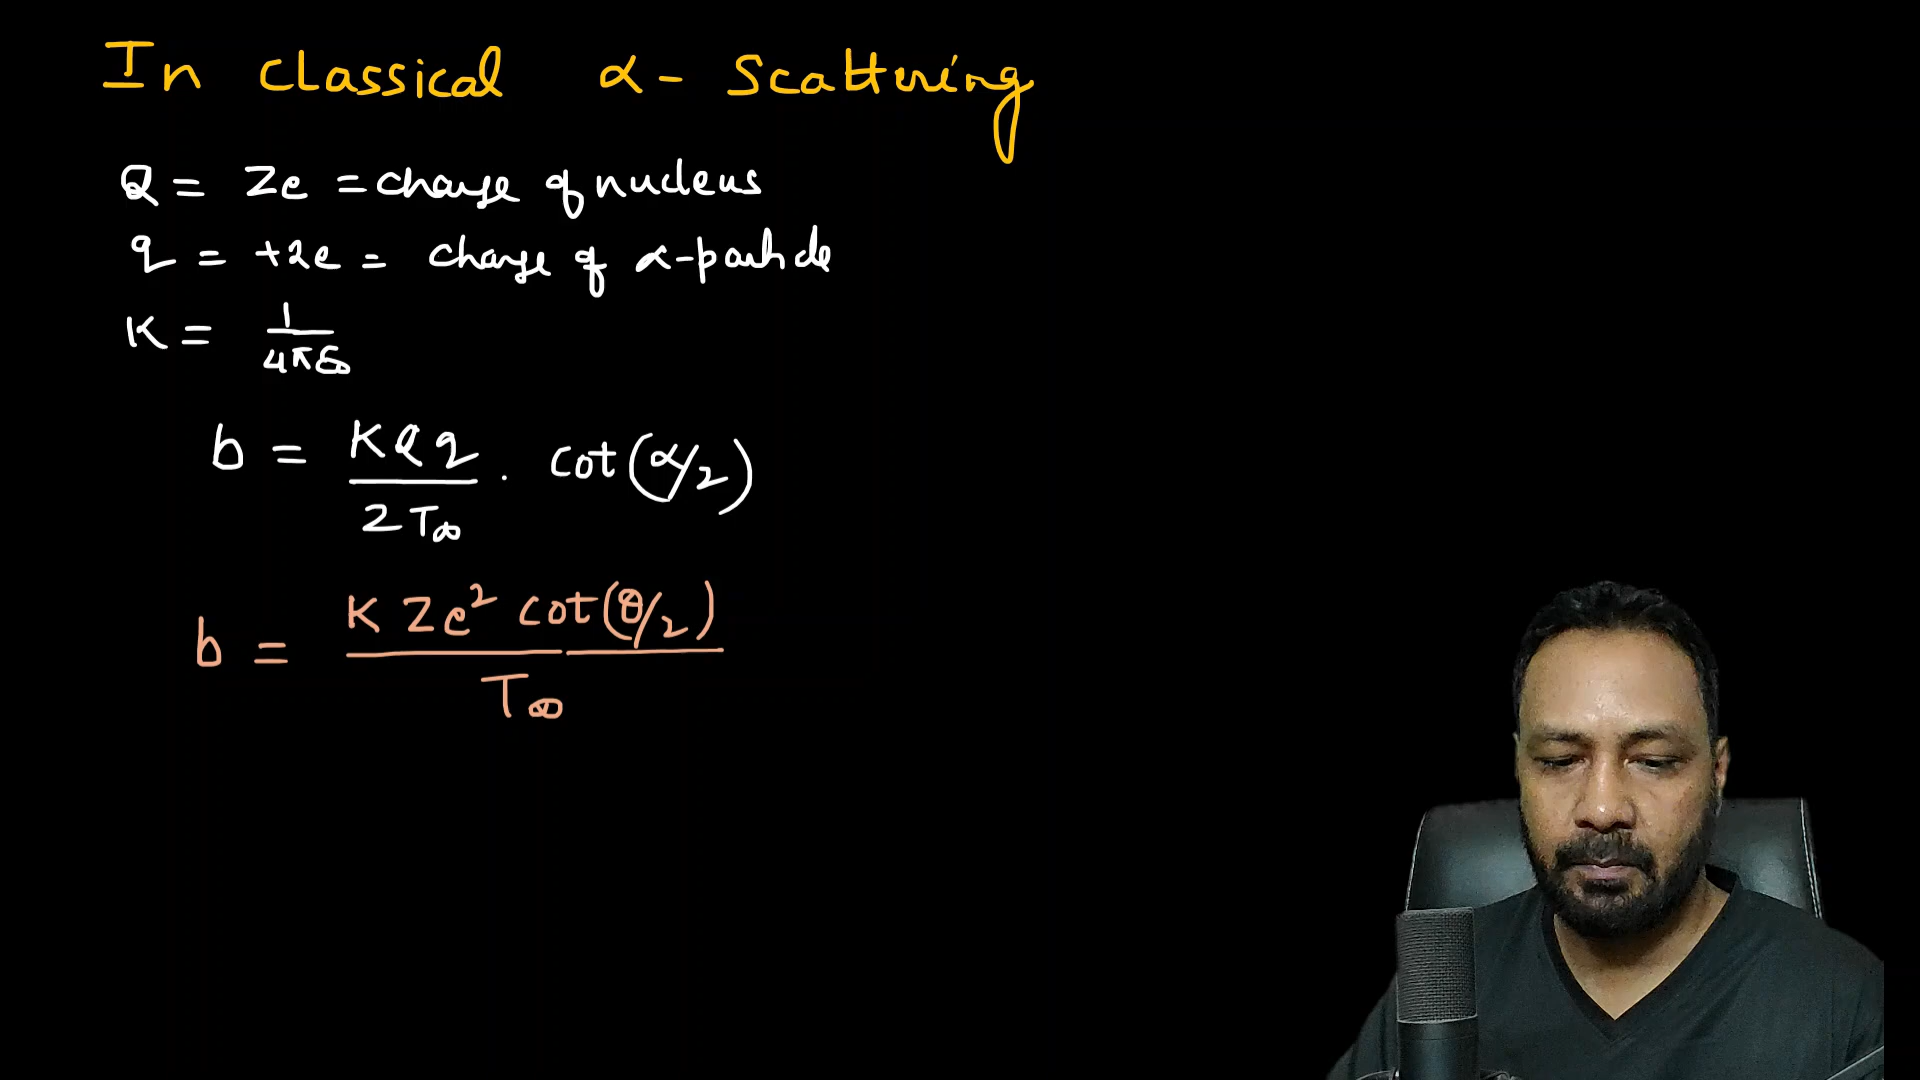 In classical α- Scattering
Q = Ze = charge of nucleus
q = +2e = charge of α-particle
K = 1/4πε₀
b = KQq/2T∞ . cot(α/2)
b = K Ze² cot(θ/2)/T∞